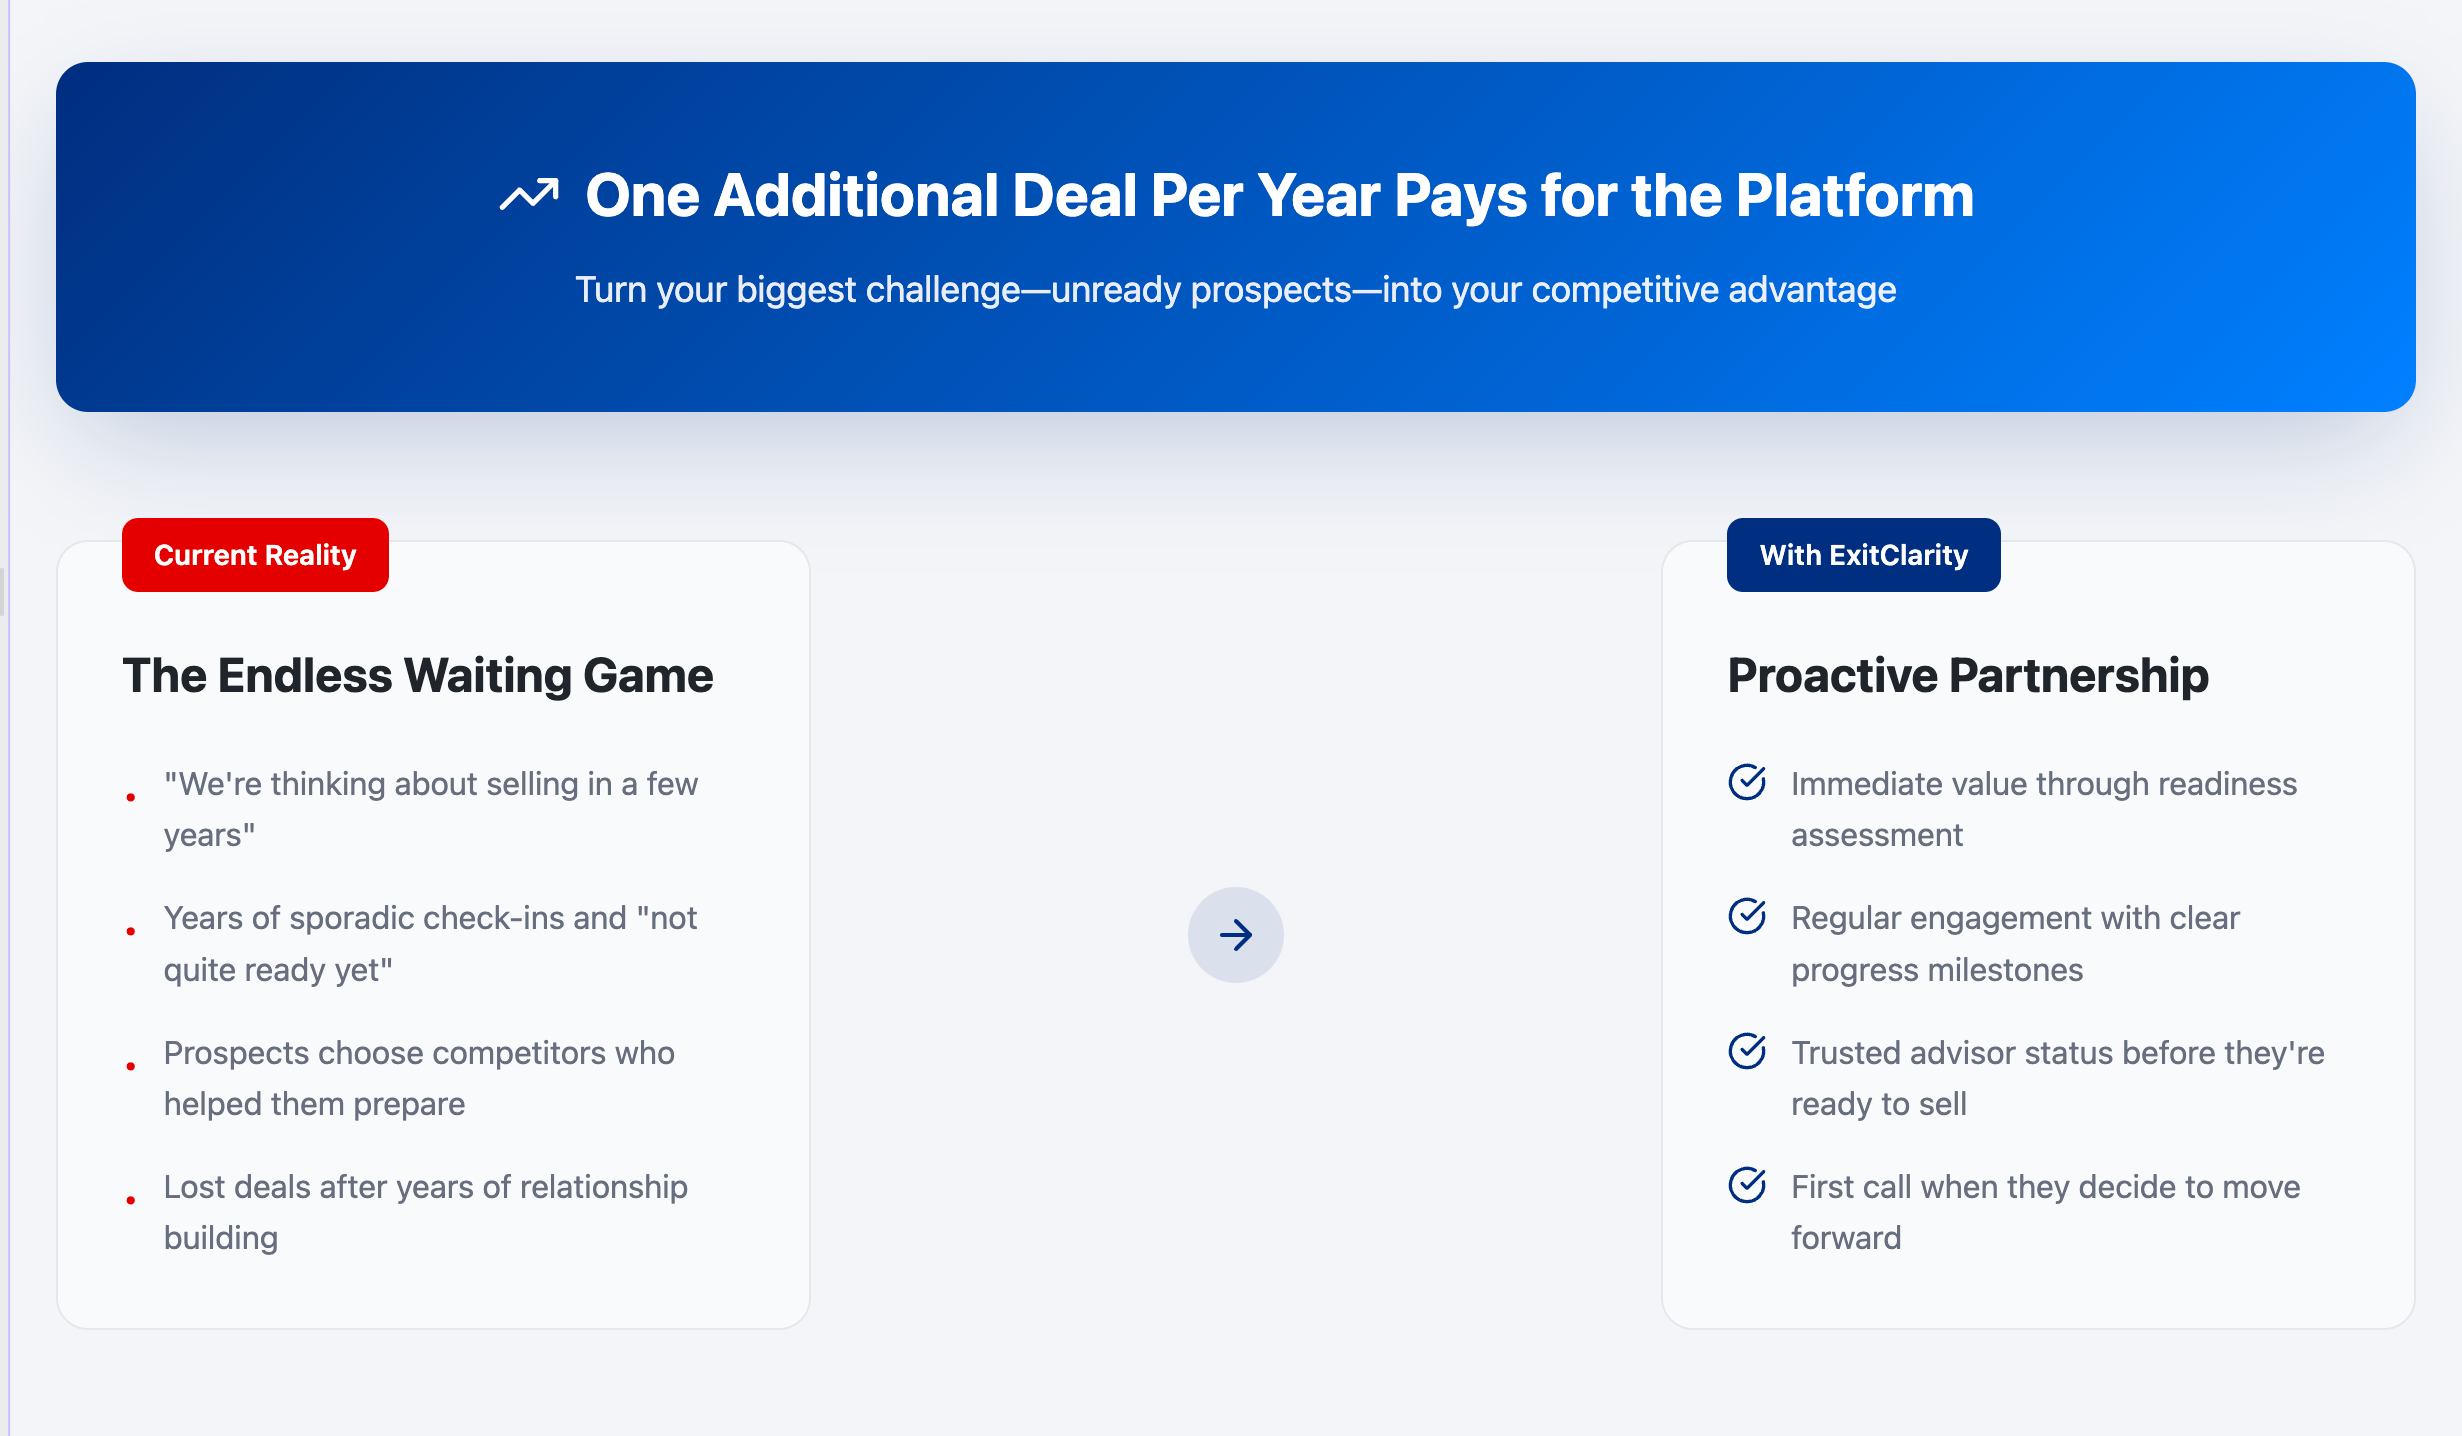 One Additional Deal Per Year Pays for the Platform
Turn your biggest challenge—unready prospects—into your competitive advantage
Current Reality
The Endless Waiting Game
"We're thinking about selling in a few
years"
Years of sporadic check-ins and "not
quite ready yet"
Prospects choose competitors who
helped them prepare
Lost deals after years of relationship
building
With ExitClarity
Proactive Partnership
Immediate value through readiness
assessment
Regular engagement with clear
progress milestones
Trusted advisor status before they're
ready to sell
First call when they decide to move
forward